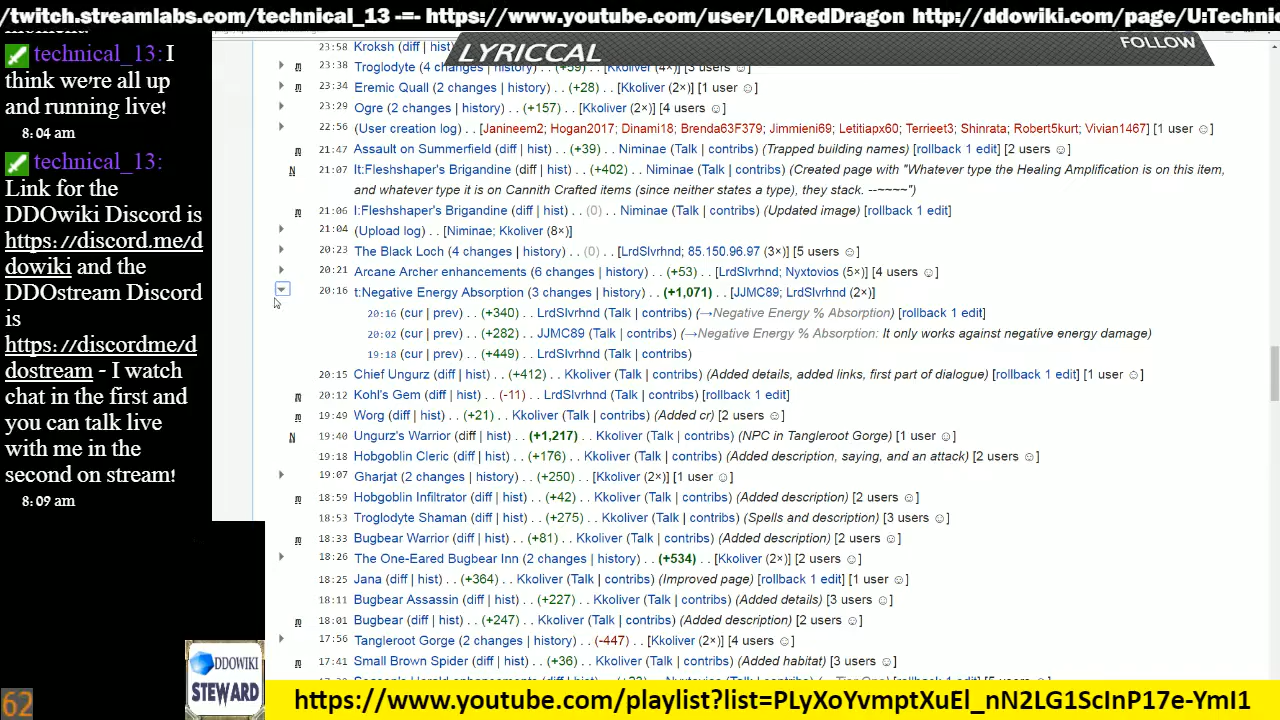 /twitch.streamlabs.com/technical_13 -=- https://www.youtube.com/user/L0RedDragon http://ddowiki.com/page/U:Technic
technical_13: I
think we're all up
and running live!
8:04 am
technical_13:
Link for the
DDOwiki Discord is
https://discord.me/d
dowiki and the
DDOstream Discord
is
https://discordme/d
dostream - I watch
chat in the first and
you can talk live
with me in the
second on stream!
8:09 am
LYRICCAL
FOLLOW
23:58 Kroksh (diff | hist)
m 23:38 Troglodyte (4 changes | history) . . (+59) . . [Kkoliver (4×)] [3 users ☺]
m 23:34 Eremic Quall (2 changes | history) . . (+28) . . [Kkoliver (2×)] [1 user ☺]
m 23:29 Ogre (2 changes | history) . . (+157) . . [Kkoliver (2×)] [4 users ☺]
22:56 (User creation log) . . [Janineem2; Hogan2017; Dinami18; Brenda63F379; Jimmieni69; Letitiapx60; Terrieet3; Shinrata; Robert5kurt; Vivian1467] [1 user ☺]
m 21:47 Assault on Summerfield (diff | hist) . . (+39) . . Niminae (Talk | contribs) (Trapped building names) [rollback 1 edit] [2 users ☺]
N 21:07 It:Fleshshaper's Brigandine (diff | hist) . . (+402) . . Niminae (Talk | contribs) (Created page with "Whatever type the Healing Amplification is on this item,
and whatever type it is on Cannith Crafted items (since neither states a type), they stack. --~~~~")
m 21:06 I:Fleshshaper's Brigandine (diff | hist) . . (0) . . Niminae (Talk | contribs) (Updated image) [rollback 1 edit]
21:04 (Upload log) . . [Niminae; Kkoliver (8×)]
20:23 The Black Loch (4 changes | history) . . (0) . . [LrdSlvrhnd; 85.150.96.97 (3×)] [5 users ☺]
20:21 Arcane Archer enhancements (6 changes | history) . . (+53) . . [LrdSlvrhnd; Nyxtovios (5×)] [4 users ☺]
20:16 t:Negative Energy Absorption (3 changes | history) . . (+1,071) . . [JJMC89; LrdSlvrhnd (2×)]
20:16 (cur | prev) . . (+340) . . LrdSlvrhnd (Talk | contribs) (→Negative Energy % Absorption) [rollback 1 edit]
20:02 (cur | prev) . . (+282) . . JJMC89 (Talk | contribs) (→Negative Energy % Absorption: It only works against negative energy damage)
19:18 (cur | prev) . . (+449) . . LrdSlvrhnd (Talk | contribs)
20:15 Chief Ungurz (diff | hist) . . (+412) . . Kkoliver (Talk | contribs) (Added details, added links, first part of dialogue) [rollback 1 edit] [1 user ☺]
m 20:12 Kohl's Gem (diff | hist) . . (-11) . . LrdSlvrhnd (Talk | contribs) [rollback 1 edit]
m 19:49 Worg (diff | hist) . . (+21) . . Kkoliver (Talk | contribs) (Added cr) [2 users ☺]
N 19:40 Ungurz's Warrior (diff | hist) . . (+1,217) . . Kkoliver (Talk | contribs) (NPC in Tangleroot Gorge) [1 user ☺]
19:18 Hobgoblin Cleric (diff | hist) . . (+176) . . Kkoliver (Talk | contribs) (Added description, saying, and an attack) [2 users ☺]
19:07 Gharjat (2 changes | history) . . (+250) . . [Kkoliver (2×)] [1 user ☺]
m 18:59 Hobgoblin Infiltrator (diff | hist) . . (+42) . . Kkoliver (Talk | contribs) (Added description) [2 users ☺]
18:53 Troglodyte Shaman (diff | hist) . . (+275) . . Kkoliver (Talk | contribs) (Spells and description) [3 users ☺]
m 18:33 Bugbear Warrior (diff | hist) . . (+81) . . Kkoliver (Talk | contribs) (Added description) [2 users ☺]
18:26 The One-Eared Bugbear Inn (2 changes | history) . . (+534) . . [Kkoliver (2×)] [2 users ☺]
18:25 Jana (diff | hist) . . (+364) . . Kkoliver (Talk | contribs) (Improved page) [rollback 1 edit] [1 user ☺]
18:11 Bugbear Assassin (diff | hist) . . (+227) . . Kkoliver (Talk | contribs) (Added details) [3 users ☺]
m 18:01 Bugbear (diff | hist) . . (+247) . . Kkoliver (Talk | contribs) (Added description) [2 users ☺]
17:56 Tangleroot Gorge (2 changes | history) . . (-447) . . [Kkoliver (2×)] [4 users ☺]
m 17:41 Small Brown Spider (diff | hist) . . (+36) . . Kkoliver (Talk | contribs) (Added habitat) [3 users ☺]
DDOWIKI
STEWARD
62
https://www.youtube.com/playlist?list=PLyXoYvmptXuEl_nN2LG1ScInP17e-YmI1